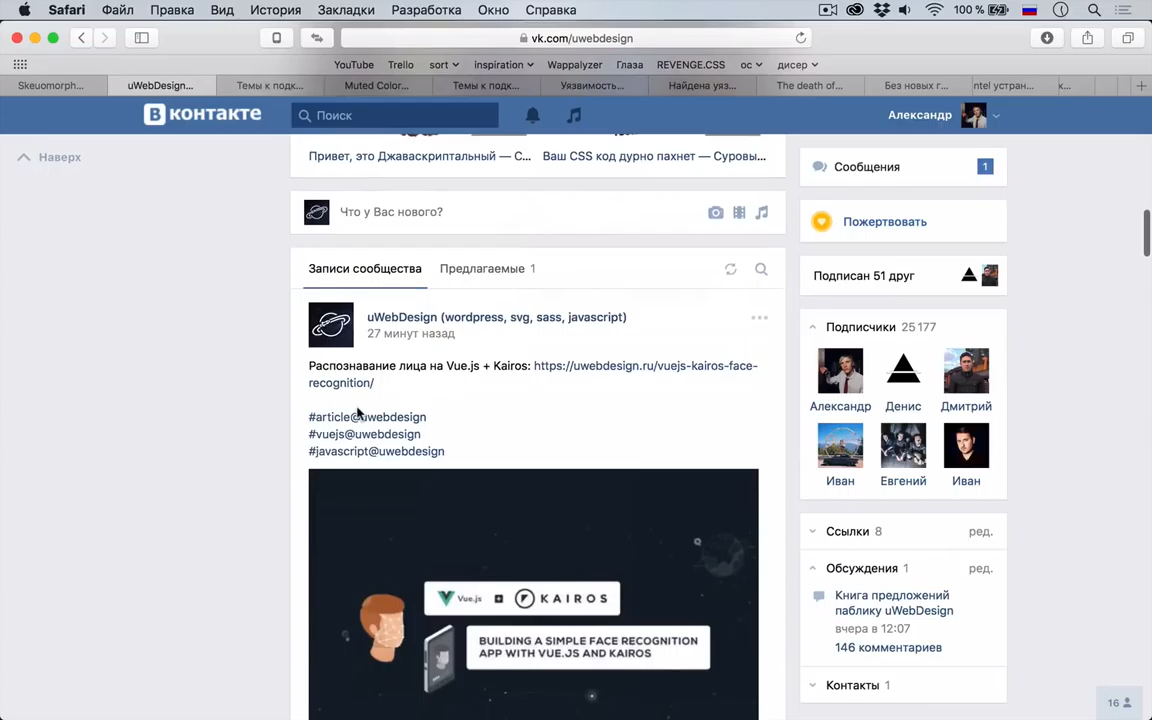 Safari Файл Правка Вид История Закладки Разработка Окно Справка 100 %
vk.com/uwebdesign
YouTube Trello sort inspiration Wappalyzer Глаза REVENGE.CSS ос дисер
Skeuomorph... uWebDesign... Темы к подк... Muted Color... Темы к подк... Уязвимость... Найдена уяз... The death of... Без новых г... ntel устран... к...
В контакте Поиск Александр
Наверх
Привет, это Джаваскриптальный — С... Ваш CSS код дурно пахнет — Суровы...
Что у Вас нового?
Записи сообщества Предлагаемые 1
uWebDesign (wordpress, svg, sass, javascript)
27 минут назад
Распознавание лица на Vue.js + Kairos: https://uwebdesign.ru/vuejs-kairos-face-
recognition/
#article@uwebdesign
#vuejs@uwebdesign
#javascript@uwebdesign
Vue.js KAIROS
BUILDING A SIMPLE FACE RECOGNITION
APP WITH VUE.JS AND KAIROS
Сообщения 1
Пожертвовать
Подписан 51 друг
Подписчики 25 177
Александр Денис Дмитрий
Иван Евгений Иван
Ссылки 8 ред.
Обсуждения 1 ред.
Книга предложений
паблику uWebDesign
вчера в 12:07
146 комментариев
Контакты 1
16